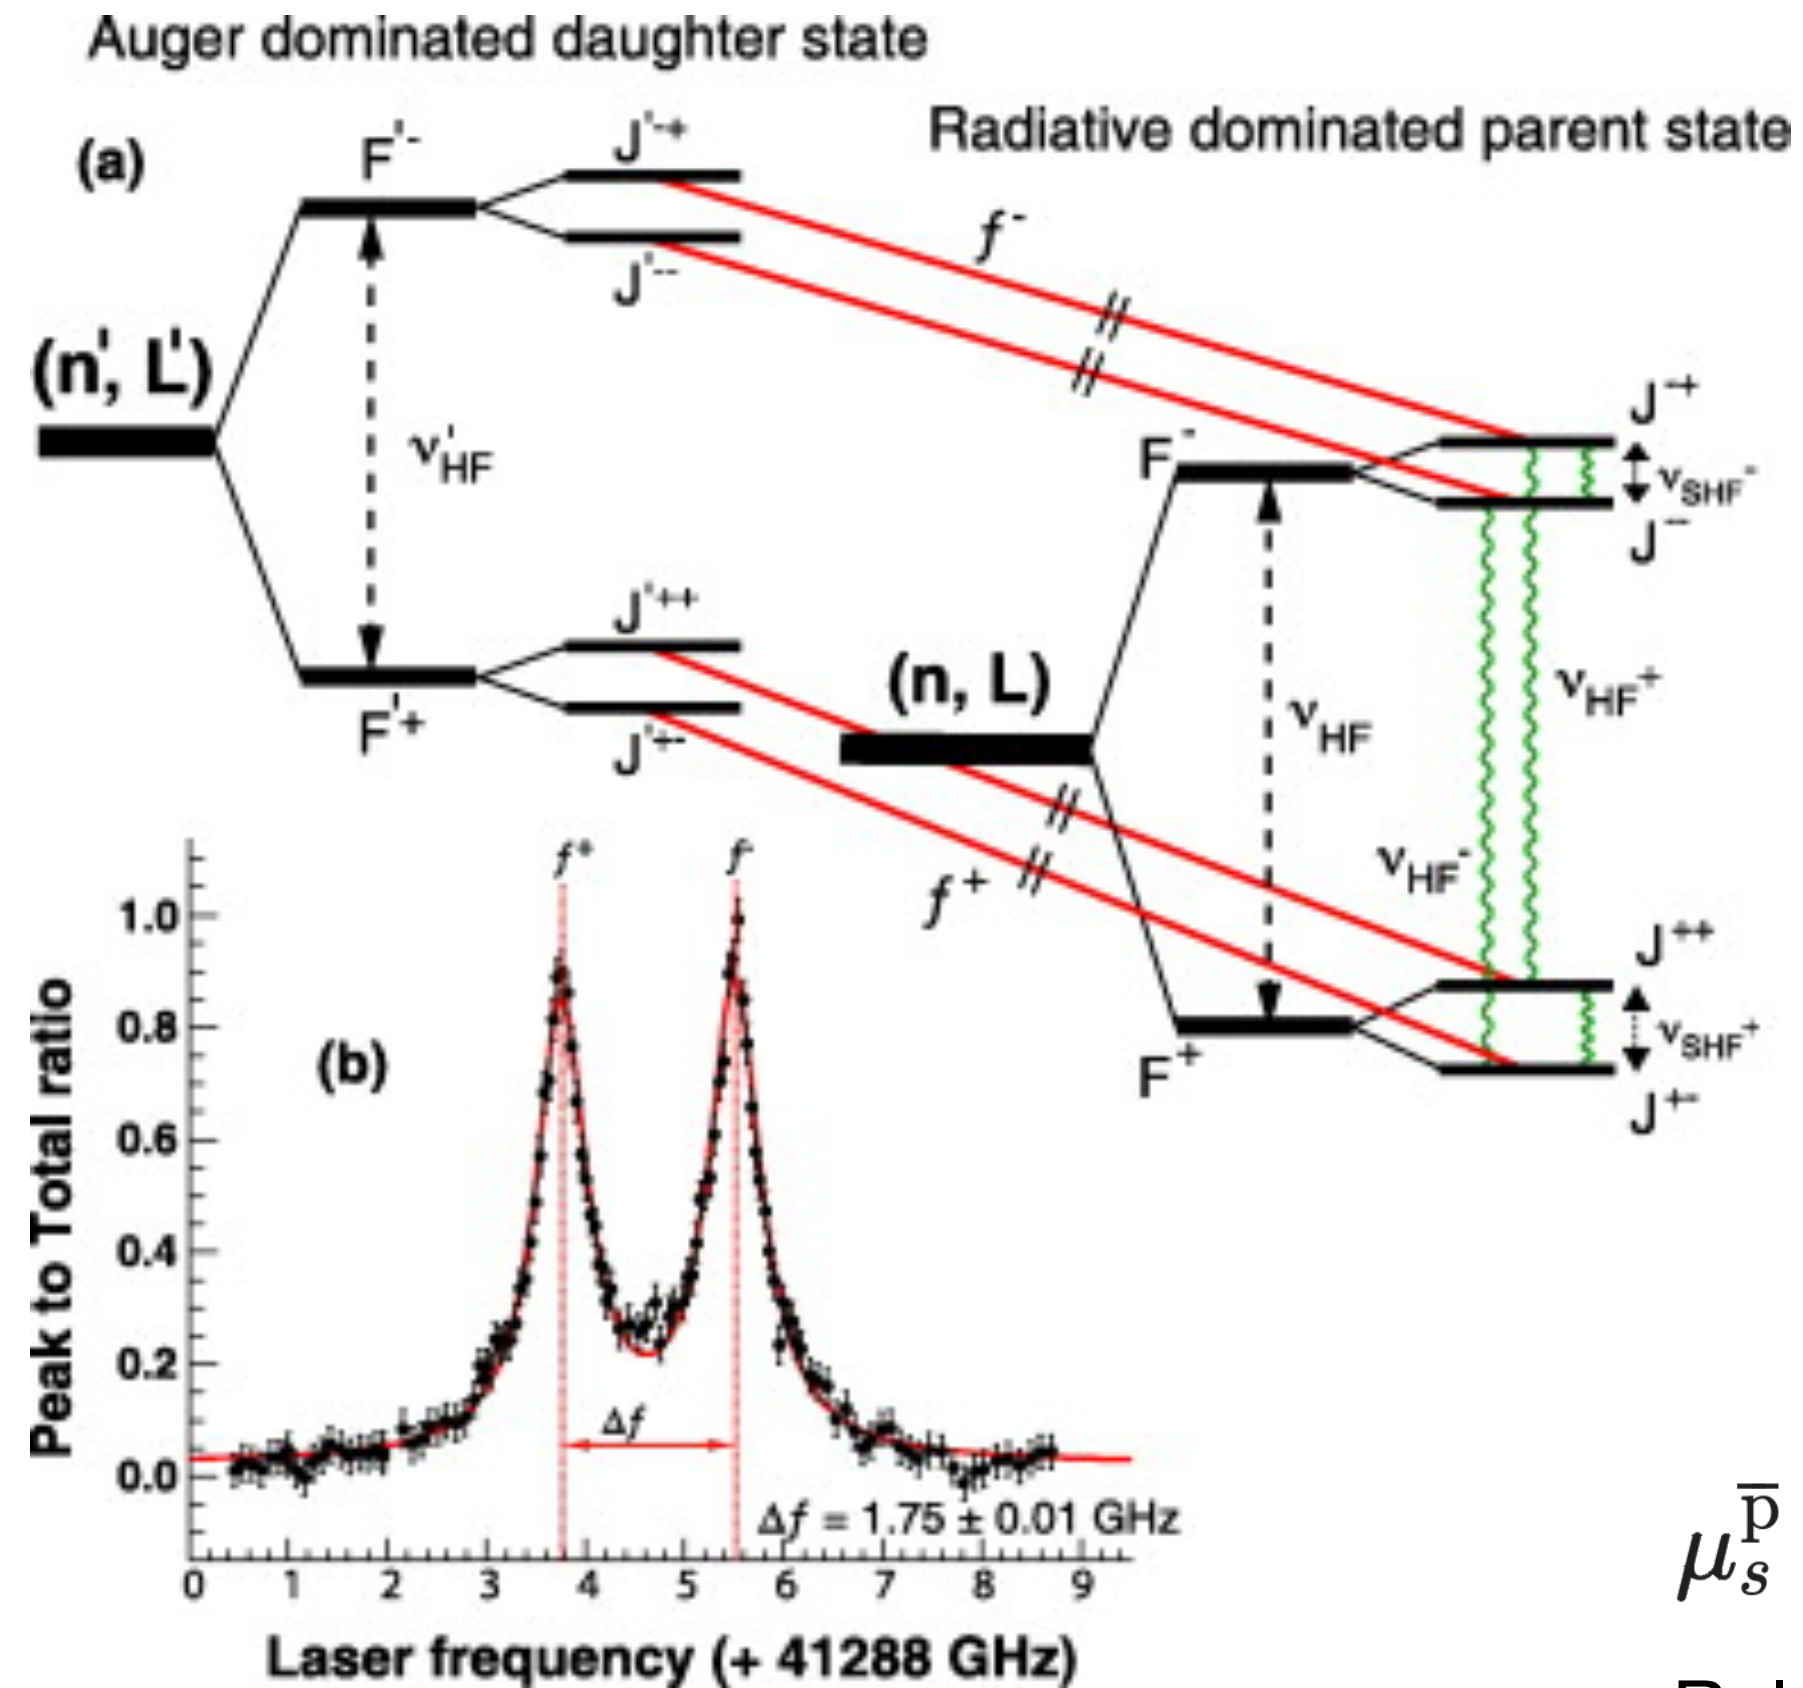 Auger dominated daughter state
Radiative dominated parent state
(a)
F'-
J'-+
J'--
f -
(n', L')
ν'HF
J-+
F-
νSHF-
J--
J'++
F'+
J'+-
(n, L)
νHF
νHF+
νHF-
f +
J++
νSHF+
F+
J+-
f+
f-
1.0
0.8
0.6
0.4
0.2
0.0
Peak to Total ratio
(b)
Δf
Δf = 1.75 ± 0.01 GHz
0 1 2 3 4 5 6 7 8 9
Laser frequency (+ 41288 GHz)
μsp̅